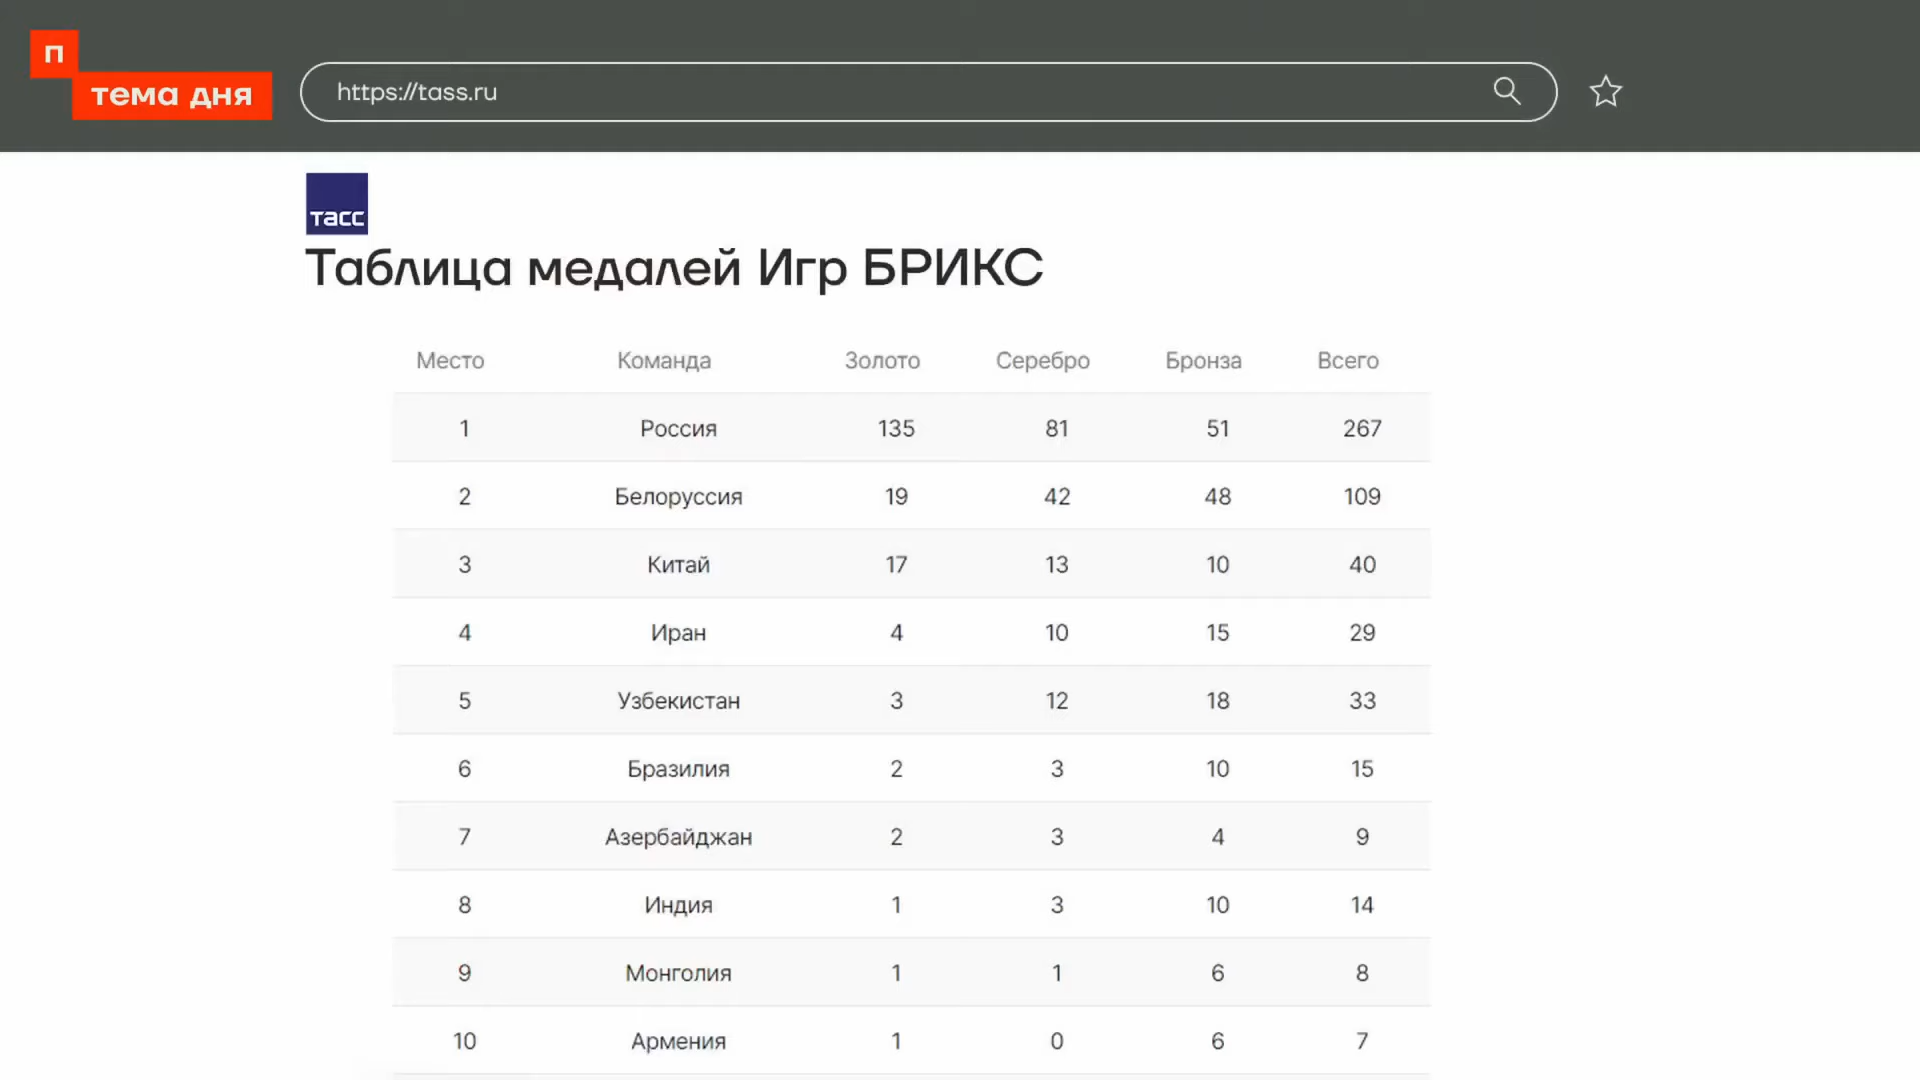 п
тема дня
https://tass.ru
тасс
Таблица медалей Игр БРИКС
Место Команда Золото Серебро Бронза Всего
1 Россия 135 81 51 267
2 Белоруссия 19 42 48 109
3 Китай 17 13 10 40
4 Иран 4 10 15 29
5 Узбекистан 3 12 18 33
6 Бразилия 2 3 10 15
7 Азербайджан 2 3 4 9
8 Индия 1 3 10 14
9 Монголия 1 1 6 8
10 Армения 1 0 6 7